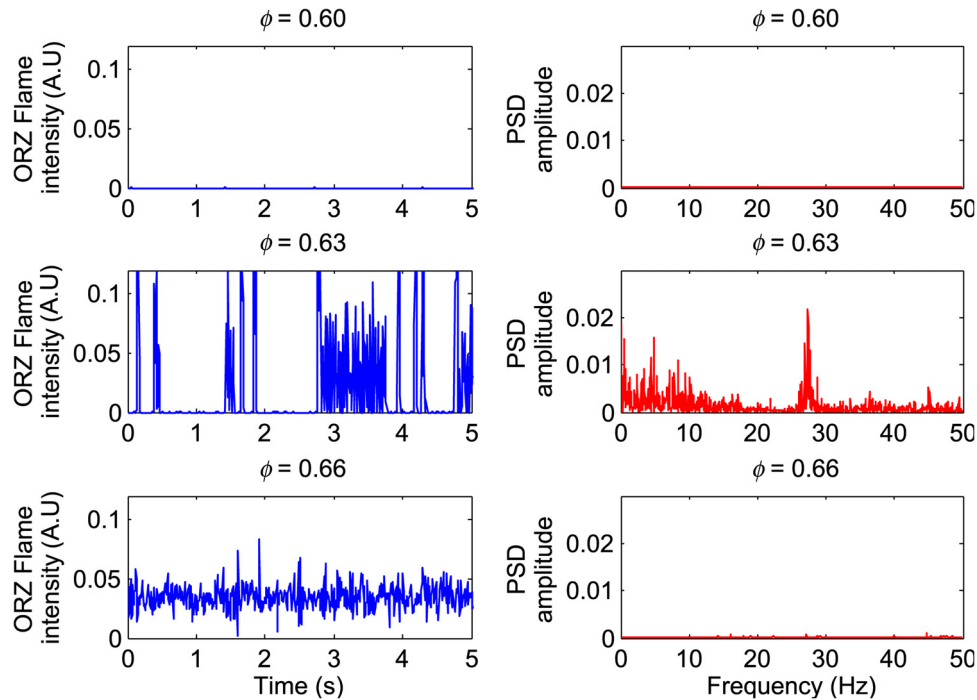 ϕ = 0.60
ORZ Flame
intensity (A.U)
0.1
0.05
0
0 1 2 3 4 5
ϕ = 0.60
PSD
amplitude
0.02
0.01
0
0 10 20 30 40 50
ϕ = 0.63
ORZ Flame
intensity (A.U)
0.1
0.05
0
0 1 2 3 4 5
ϕ = 0.63
PSD
amplitude
0.02
0.01
0
0 10 20 30 40 50
ϕ = 0.66
ORZ Flame
intensity (A.U)
0.1
0.05
0
0 1 2 3 4 5
Time (s)
ϕ = 0.66
PSD
amplitude
0.02
0.01
0
0 10 20 30 40 50
Frequency (Hz)